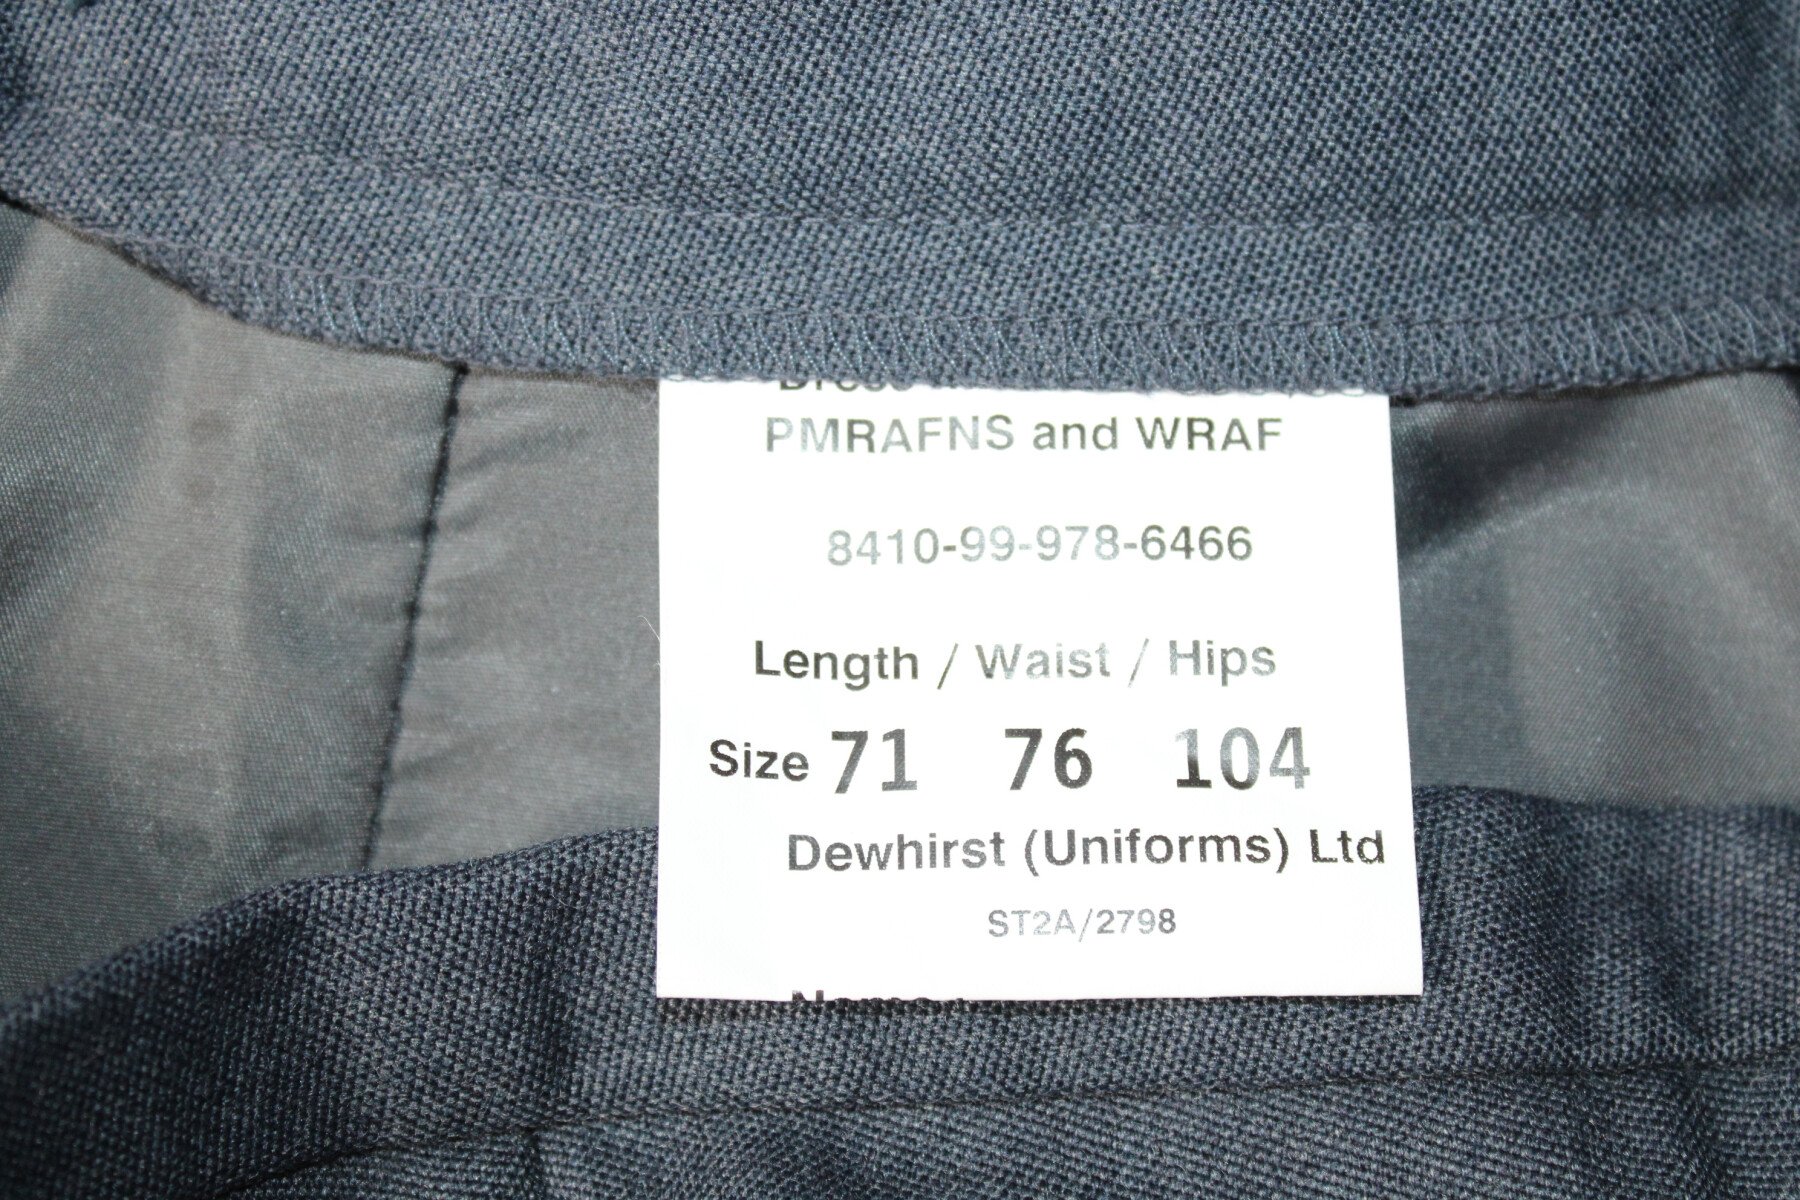 PMRAFNS and WRAF
8410-99-978-6466
Length / Waist / Hips
Size 71 76 104
Dewhirst (Uniforms) Ltd
ST2A/2798